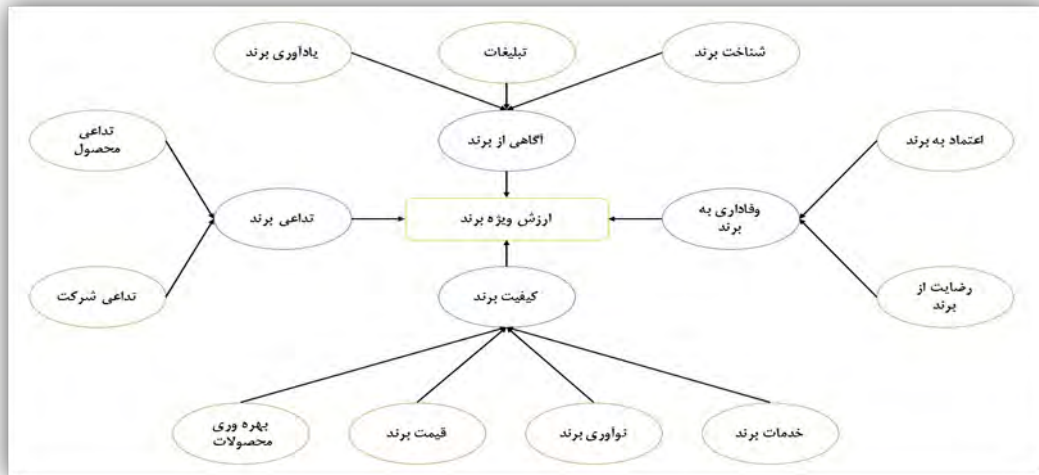 شناخت برند
تبلیغات
یادآوری برند
آگاهی از برند
اعتماد به برند
تداعی
محصول
وفاداری به
برند
ارزش ویژه برند
تداعی برند
رضایت از
برند
کیفیت برند
تداعی شرکت
خدمات برند
نوآوری برند
قیمت برند
بهره وری
محصولات